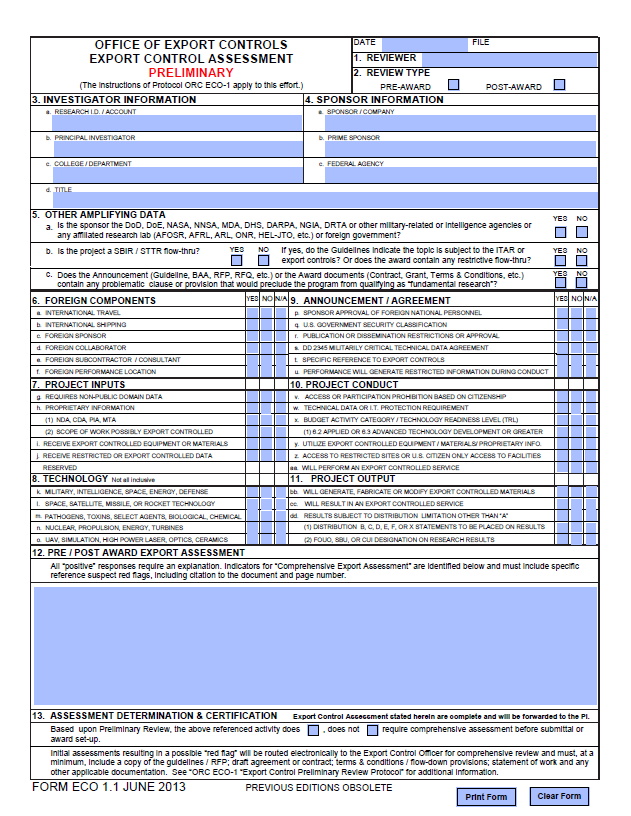 OFFICE OF EXPORT CONTROLS
EXPORT CONTROL ASSESSMENT
PRELIMINARY
(The instructions of Protocol ORC ECO-1 apply to this effort.)
DATE FILE
1. REVIEWER
2. REVIEW TYPE
PRE-AWARD POST-AWARD
3. INVESTIGATOR INFORMATION
a. RESEARCH I.D. / ACCOUNT
b. PRINCIPAL INVESTIGATOR
c. COLLEGE / DEPARTMENT
4. SPONSOR INFORMATION
a. SPONSOR / COMPANY
b. PRIME SPONSOR
c. FEDERAL AGENCY
d. TITLE
5. OTHER AMPLIFYING DATA
a. Is the sponsor the DoD, DoE, NASA, NNSA, MDA, DHS, DARPA, NGIA, DRTA or other military-related or intelligence agencies or
any affiliated research lab (AFOSR, AFRL, ARL, ONR, HEL-JTO, etc.) or foreign government?
YES NO
b. Is the project a SBIR / STTR flow-thru?
YES NO
If yes, do the Guidelines indicate the topic is subject to the ITAR or
export controls? Or does the award contain any restrictive flow-thru?
YES NO
c. Does the Announcement (Guideline, BAA, RFP, RFQ, etc.) or the Award documents (Contract, Grant, Terms & Conditions, etc.)
contain any problematic clause or provision that would preclude the program from qualifying as "fundamental research"?
YES NO
6. FOREIGN COMPONENTS YES NO N/A
a. INTERNATIONAL TRAVEL
b. INTERNATIONAL SHIPPING
c. FOREIGN SPONSOR
d. FOREIGN COLLABORATOR
e. FOREIGN SUBCONTRACTOR / CONSULTANT
f. FOREIGN PERFORMANCE LOCATION
7. PROJECT INPUTS
g. REQUIRES NON-PUBLIC DOMAIN DATA
h. PROPRIETARY INFORMATION
(1) NDA, CDA, PIA, MTA
(2) SCOPE OF WORK POSSIBLY EXPORT CONTROLLED
i. RECEIVE EXPORT CONTROLLED EQUIPMENT OR MATERIALS
j. RECEIVE RESTRICTED OR EXPORT CONTROLLED DATA
RESERVED
8. TECHNOLOGY Not all inclusive
k. MILITARY, INTELLIGENCE, SPACE, ENERGY, DEFENSE
l. SPACE, SATELLITE, MISSILE, OR ROCKET TECHNOLOGY
m. PATHOGENS, TOXINS, SELECT AGENTS, BIOLOGICAL, CHEMICAL
n. NUCLEAR, PROPULSION, ENERGY, TURBINES
o. UAV, SIMULATION, HIGH POWER LASER, OPTICS, CERAMICS
9. ANNOUNCEMENT / AGREEMENT YES NO N/A
p. SPONSOR APPROVAL OF FOREIGN NATIONAL PERSONNEL
q. U.S. GOVERNMENT SECURITY CLASSIFICATION
r. PUBLICATION OR DISSEMINATION RESTRICTIONS OR APPROVAL
s. DD 2345 MILITARILY CRITICAL TECHNICAL DATA AGREEMENT
t. SPECIFIC REFERENCE TO EXPORT CONTROLS
u. PERFORMANCE WILL GENERATE RESTRICTED INFORMATION DURING CONDUCT
10. PROJECT CONDUCT
v. ACCESS OR PARTICIPATION PROHIBITION BASED ON CITIZENSHIP
w. TECHNICAL DATA OR I.T. PROTECTION REQUIREMENT
x. BUDGET ACTIVITY CATEGORY / TECHNOLOGY READINESS LEVEL (TRL)
(1) 6.2 APPLIED OR 6.3 ADVANCED TECHNOLOGY DEVELOPMENT OR GREATER
y. UTILIZE EXPORT CONTROLLED EQUIPMENT / MATERIALS/ PROPRIETARY INFO.
z. ACCESS TO RESTRICTED SITES OR U.S. CITIZEN ONLY ACCESS TO FACILITIES
aa. WILL PERFORM AN EXPORT CONTROLLED SERVICE
11. PROJECT OUTPUT
bb. WILL GENERATE, FABRICATE OR MODIFY EXPORT CONTROLLED MATERIALS
cc. WILL RESULT IN AN EXPORT CONTROLLED SERVICE
dd. RESULTS SUBJECT TO DISTRIBUTION LIMITATION OTHER THAN "A"
(1) DISTRIBUTION B, C, D, E, F, OR X STATEMENTS TO BE PLACED ON RESULTS
(2) FOUO, SBU, OR CUI DESIGNATION ON RESEARCH RESULTS
12. PRE / POST AWARD EXPORT ASSESSMENT
All "positive" responses require an explanation. Indicators for "Comprehensive Export Assessment" are identified below and must include specific
reference suspect red flags, including citation to the document and page number.
13. ASSESSMENT DETERMINATION & CERTIFICATION Export Control Assessment stated herein are complete and will be forwarded to the PI.
Based upon Preliminary Review, the above referenced activity does , does not require comprehensive assessment before submittal or
award set-up.
Initial assessments resulting in a possible "red flag" will be routed electronically to the Export Control Officer for comprehensive review and must, at a
minimum, include a copy of the guidelines / RFP; draft agreement or contract; terms & conditions / flow-down provisions; statement of work and any
other applicable documentation. See "ORC ECO-1 "Export Control Preliminary Review Protocol" for additional information.
FORM ECO 1.1 JUNE 2013 PREVIOUS EDITIONS OBSOLETE
Print Form Clear Form